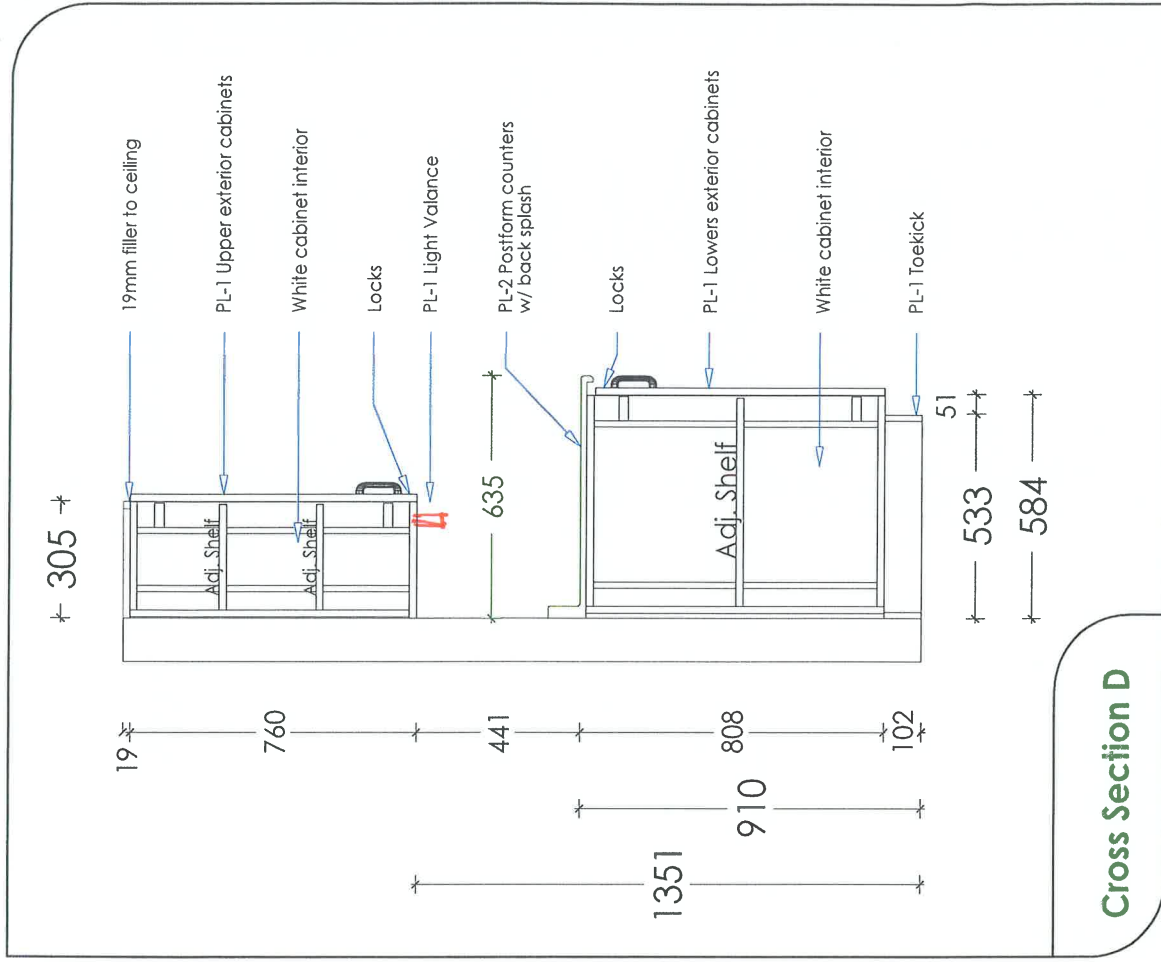 305
19mm filler to ceiling
PL-1 Upper exterior cabinets
White cabinet interior
Locks
PL-1 Light Valance
PL-2 Postform counters
w/ back splash
Locks
PL-1 Lowers exterior cabinets
White cabinet interior
PL-1 Toekick
Adj. Shelf
Adj. Shelf
635
Adj. Shelf
51
533
584
19
760
441
808
102
910
1351
Cross Section D